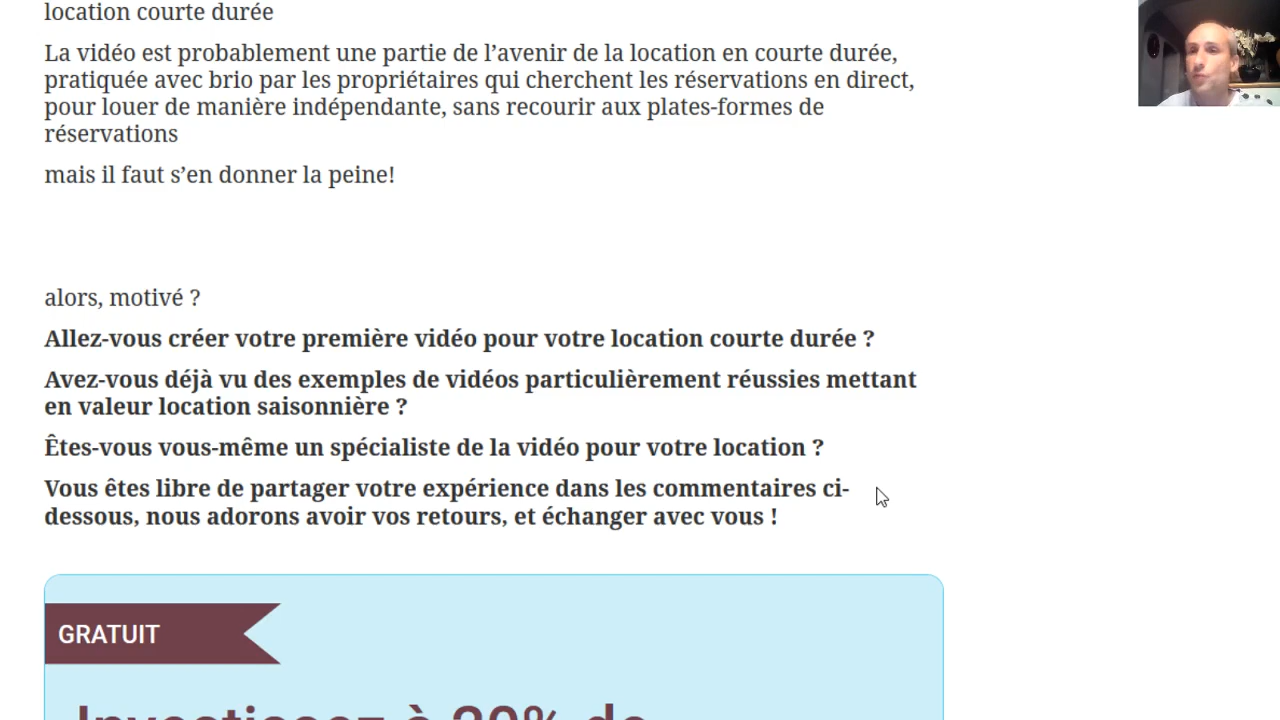 location courte durée
La vidéo est probablement une partie de l’avenir de la location en courte durée,
pratiquée avec brio par les propriétaires qui cherchent les réservations en direct,
pour louer de manière indépendante, sans recourir aux plates-formes de
réservations
mais il faut s’en donner la peine!
alors, motivé ?
Allez-vous créer votre première vidéo pour votre location courte durée ?
Avez-vous déjà vu des exemples de vidéos particulièrement réussies mettant
en valeur location saisonnière ?
Êtes-vous vous-même un spécialiste de la vidéo pour votre location ?
Vous êtes libre de partager votre expérience dans les commentaires ci-
dessous, nous adorons avoir vos retours, et échanger avec vous !
GRATUIT
Investissez à 20% de